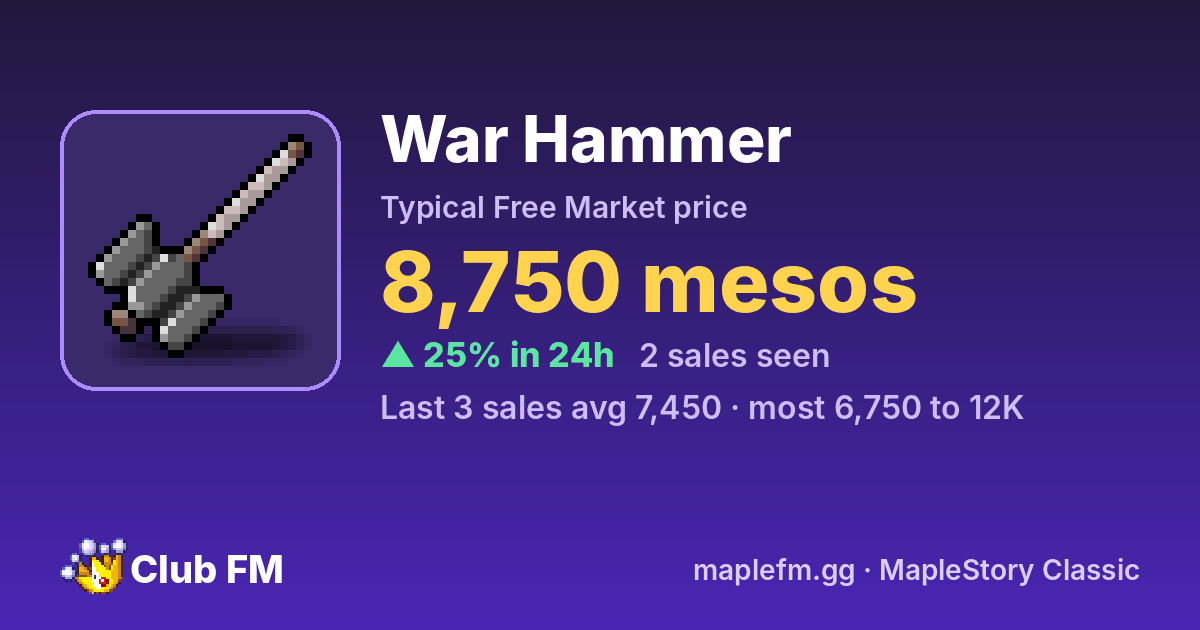 War Hammer
Typical Free Market price
8,750 mesos
▲ 25% in 24h 2 sales seen
Last 3 sales avg 7,450 · most 6,750 to 12K
Club FM
maplefm.gg · MapleStory Classic